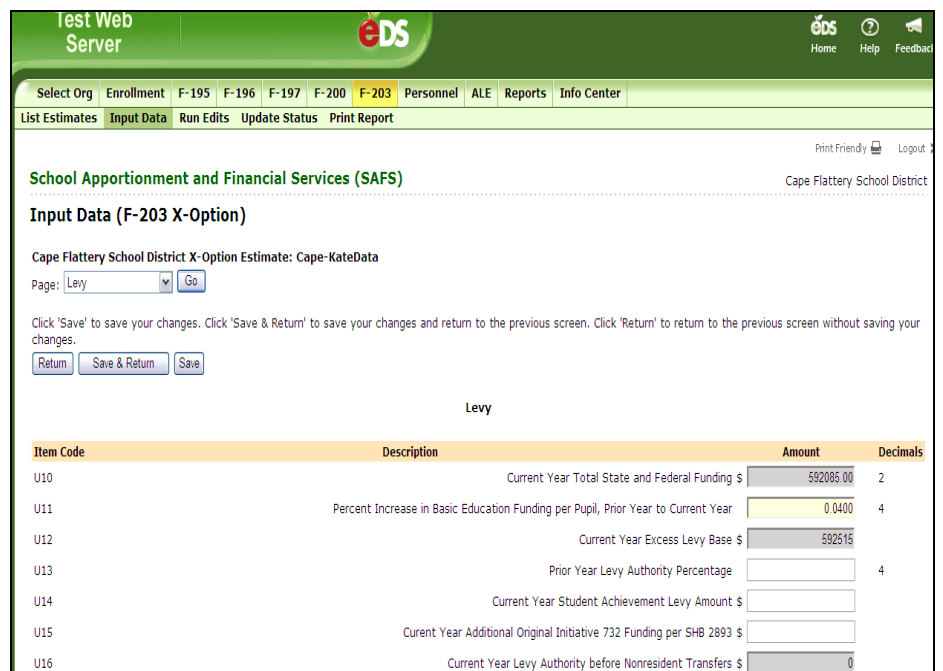 Test Web
Server
eDS
eDS
Home Help Feedback
Select Org Enrollment F-195 F-196 F-197 F-200 F-203 Personnel ALE Reports Info Center
List Estimates Input Data Run Edits Update Status Print Report
Print Friendly Logout
School Apportionment and Financial Services (SAFS)
Cape Flattery School District
Input Data (F-203 X-Option)
Cape Flattery School District X-Option Estimate: Cape-KateData
Page: Levy Go
Click 'Save' to save your changes. Click 'Save & Return' to save your changes and return to the previous screen. Click 'Return' to return to the previous screen without saving your
changes.
Return Save & Return Save
Levy
Item Code Description Amount Decimals
U10 Current Year Total State and Federal Funding $ 592085.00 2
U11 Percent Increase in Basic Education Funding per Pupil, Prior Year to Current Year 0.0400 4
U12 Current Year Excess Levy Base $ 592515
U13 Prior Year Levy Authority Percentage 4
U14 Current Year Student Achievement Levy Amount $
U15 Curent Year Additional Original Initiative 732 Funding per SHB 2893 $
U16 Current Year Levy Authority before Nonresident Transfers $ 0